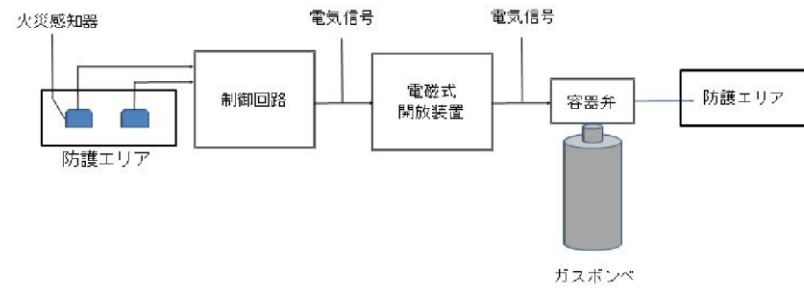 火災感知器
電気信号
電気信号
制御回路
電磁式
開放装置
容器弁
防護エリア
防護エリア
ガスボンベ